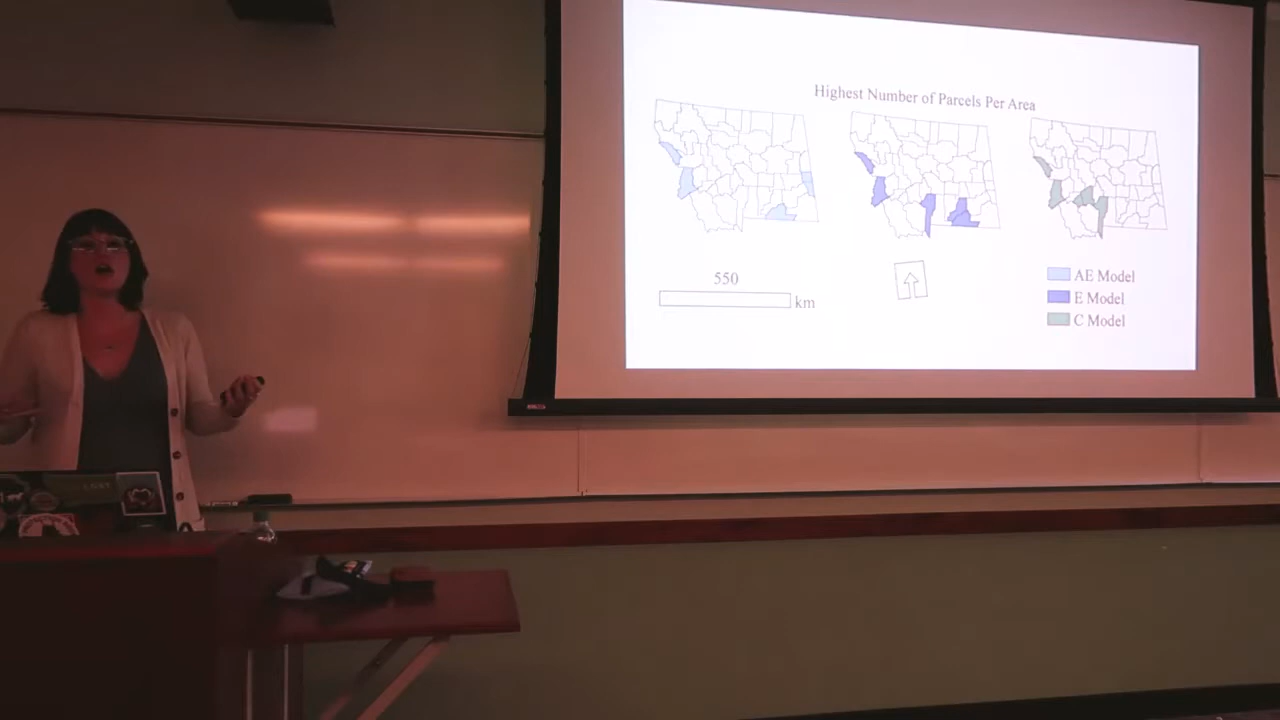 Highest Number of Parcels Per Area
550
km
AE Model
E Model
C Model